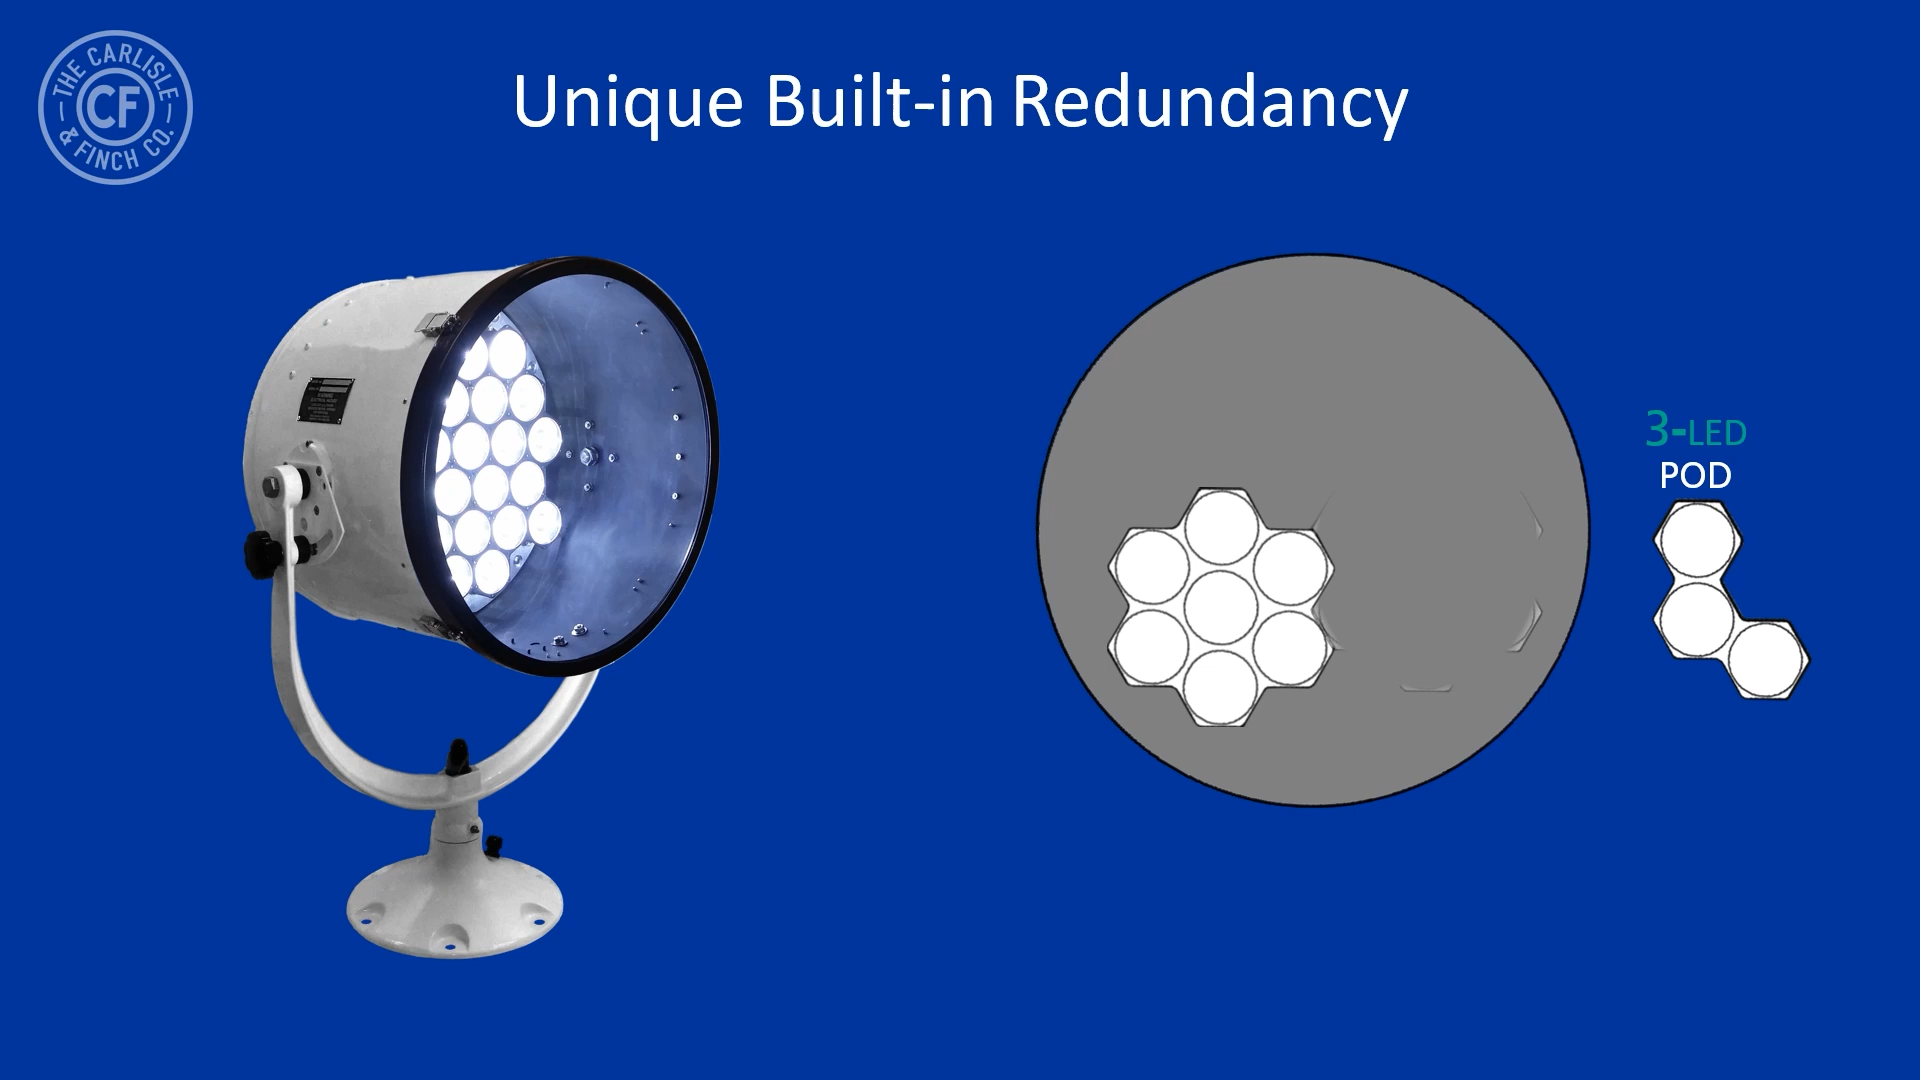 THE CARLISLE
CF
& FINCH CO.
Unique Built-in Redundancy
3-LED
POD